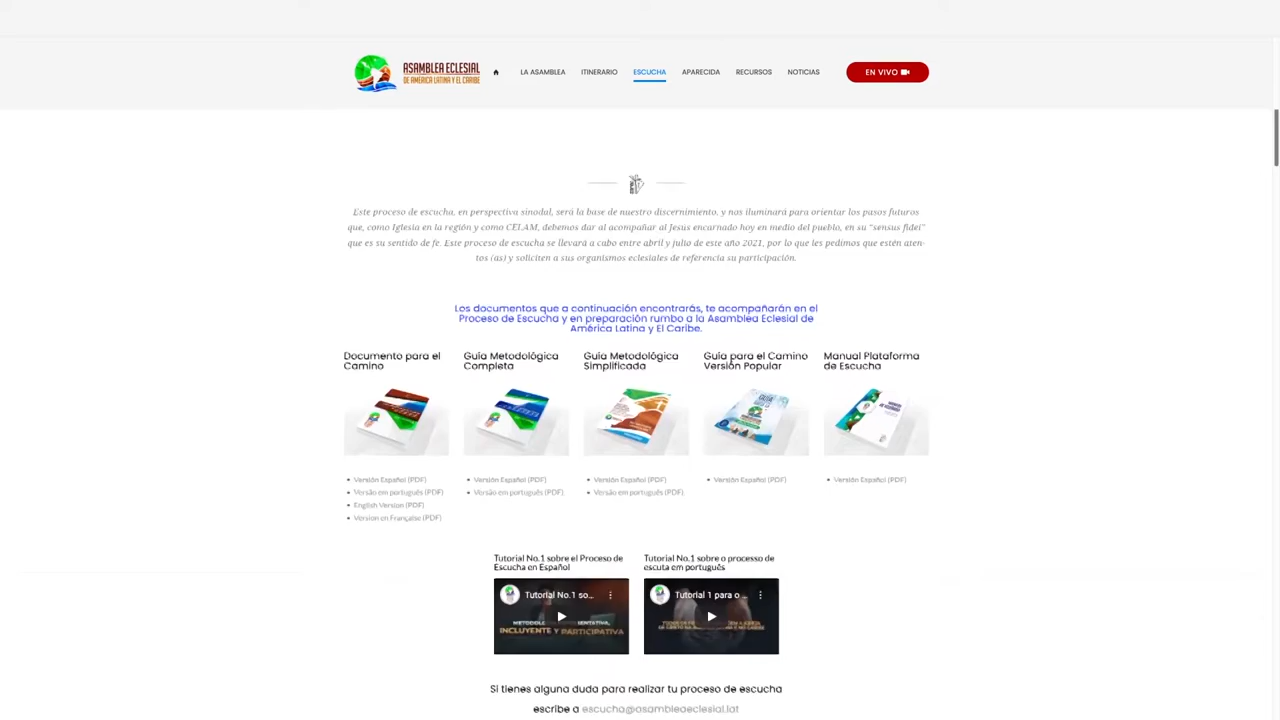 ASAMBLEA ECLESIAL
DE AMÉRICA LATINA Y EL CARIBE
LA ASAMBLEA
ITINERARIO
ESCUCHA
APARECIDA
RECURSOS
NOTICIAS
EN VIVO
Este proceso de escucha, en perspectiva sinodal, será la base de nuestro discernimiento, y nos iluminará para orientar los pasos futuros
que, como Iglesia en la región y como CELAM, debemos dar al acompañar al Jesus encarnado hoy en medio del pueblo, en su “sensus fidei”
que es su sentido de fe. Este proceso de escucha se llevará a cabo entre abril y julio de este año 2021, por lo que les pedimos que estén aten-
tos (as) y soliciten a sus organismos eclesiales de referencia su participación.
Los documentos que a continuación encontrarás, te acompañarán en el
Proceso de Escucha y en preparación rumbo a la Asamblea Eclesial de
América Latina y El Caribe.
Documento para el
Camino
Versión Español (PDF)
Versão em português (PDF)
English Version (PDF)
Version en Française (PDF)
Guía Metodológica
Completa
Versión Español (PDF)
Versão em português (PDF)
Guía Metodológica
Simplificada
Versión Español (PDF)
Versão em português (PDF)
Guía para el Camino
Versión Popular
Versión Español (PDF)
Manual Plataforma
de Escucha
Versión Español (PDF)
Tutorial No.1 sobre el Proceso de
Escucha en Español
Tutorial No.1 so...
INCLUYENTE Y PARTICIPATIVA
Tutorial No.1 sobre o processo de
escuta em português
Tutorial 1 para o ...
Si tienes alguna duda para realizar tu proceso de escucha
escribe a escucha@asambleaeclesial.lat